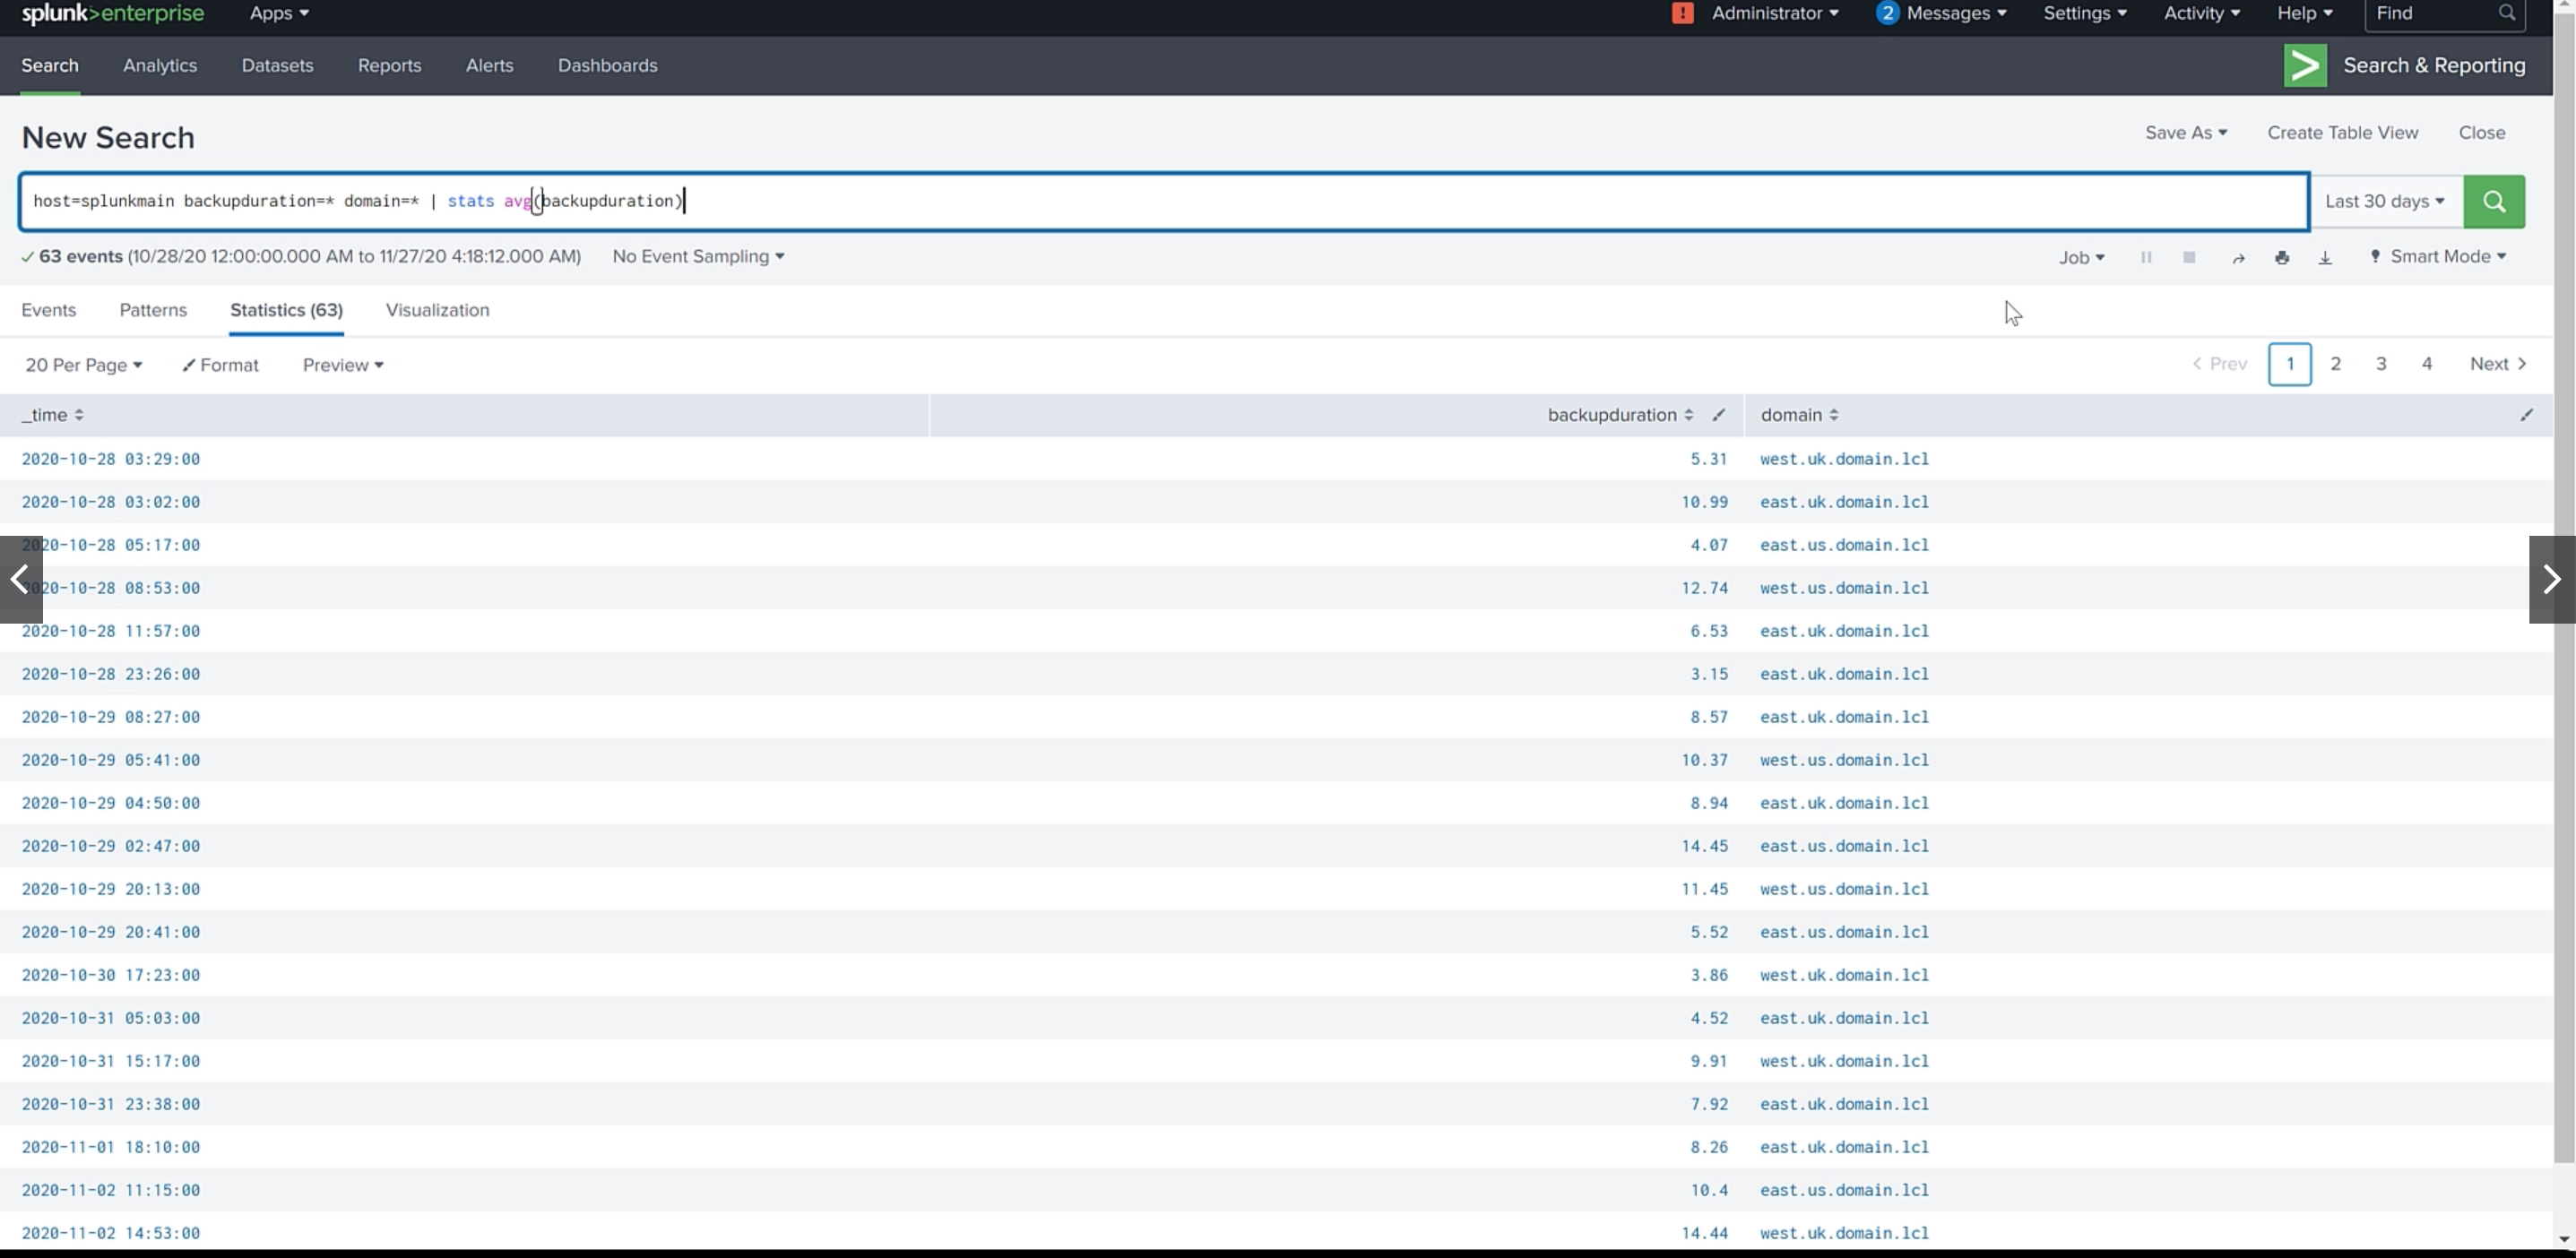 splunk>enterprise Apps Administrator 2 Messages Settings Activity Help Find
Search Analytics Datasets Reports Alerts Dashboards Search & Reporting
New Search Save As Create Table View Close
host=splunkmain backupduration=* domain=* | stats avg(backupduration) Last 30 days
63 events (10/28/20 12:00:00.000 AM to 11/27/20 4:18:12.000 AM) No Event Sampling Job Smart Mode
Events Patterns Statistics (63) Visualization
20 Per Page Format Preview < Prev 1 2 3 4 Next >
_time backupduration domain
2020-10-28 03:29:00 5.31 west.uk.domain.lcl
2020-10-28 03:02:00 10.99 east.uk.domain.lcl
2020-10-28 05:17:00 4.07 east.us.domain.lcl
2020-10-28 08:53:00 12.74 west.us.domain.lcl
2020-10-28 11:57:00 6.53 east.uk.domain.lcl
2020-10-28 23:26:00 3.15 east.uk.domain.lcl
2020-10-29 08:27:00 8.57 east.uk.domain.lcl
2020-10-29 05:41:00 10.37 west.us.domain.lcl
2020-10-29 04:50:00 8.94 east.uk.domain.lcl
2020-10-29 02:47:00 14.45 east.us.domain.lcl
2020-10-29 20:13:00 11.45 west.us.domain.lcl
2020-10-29 20:41:00 5.52 east.us.domain.lcl
2020-10-30 17:23:00 3.86 west.uk.domain.lcl
2020-10-31 05:03:00 4.52 east.uk.domain.lcl
2020-10-31 15:17:00 9.91 west.uk.domain.lcl
2020-10-31 23:38:00 7.92 east.uk.domain.lcl
2020-11-01 18:10:00 8.26 east.uk.domain.lcl
2020-11-02 11:15:00 10.4 east.us.domain.lcl
2020-11-02 14:53:00 14.44 west.uk.domain.lcl